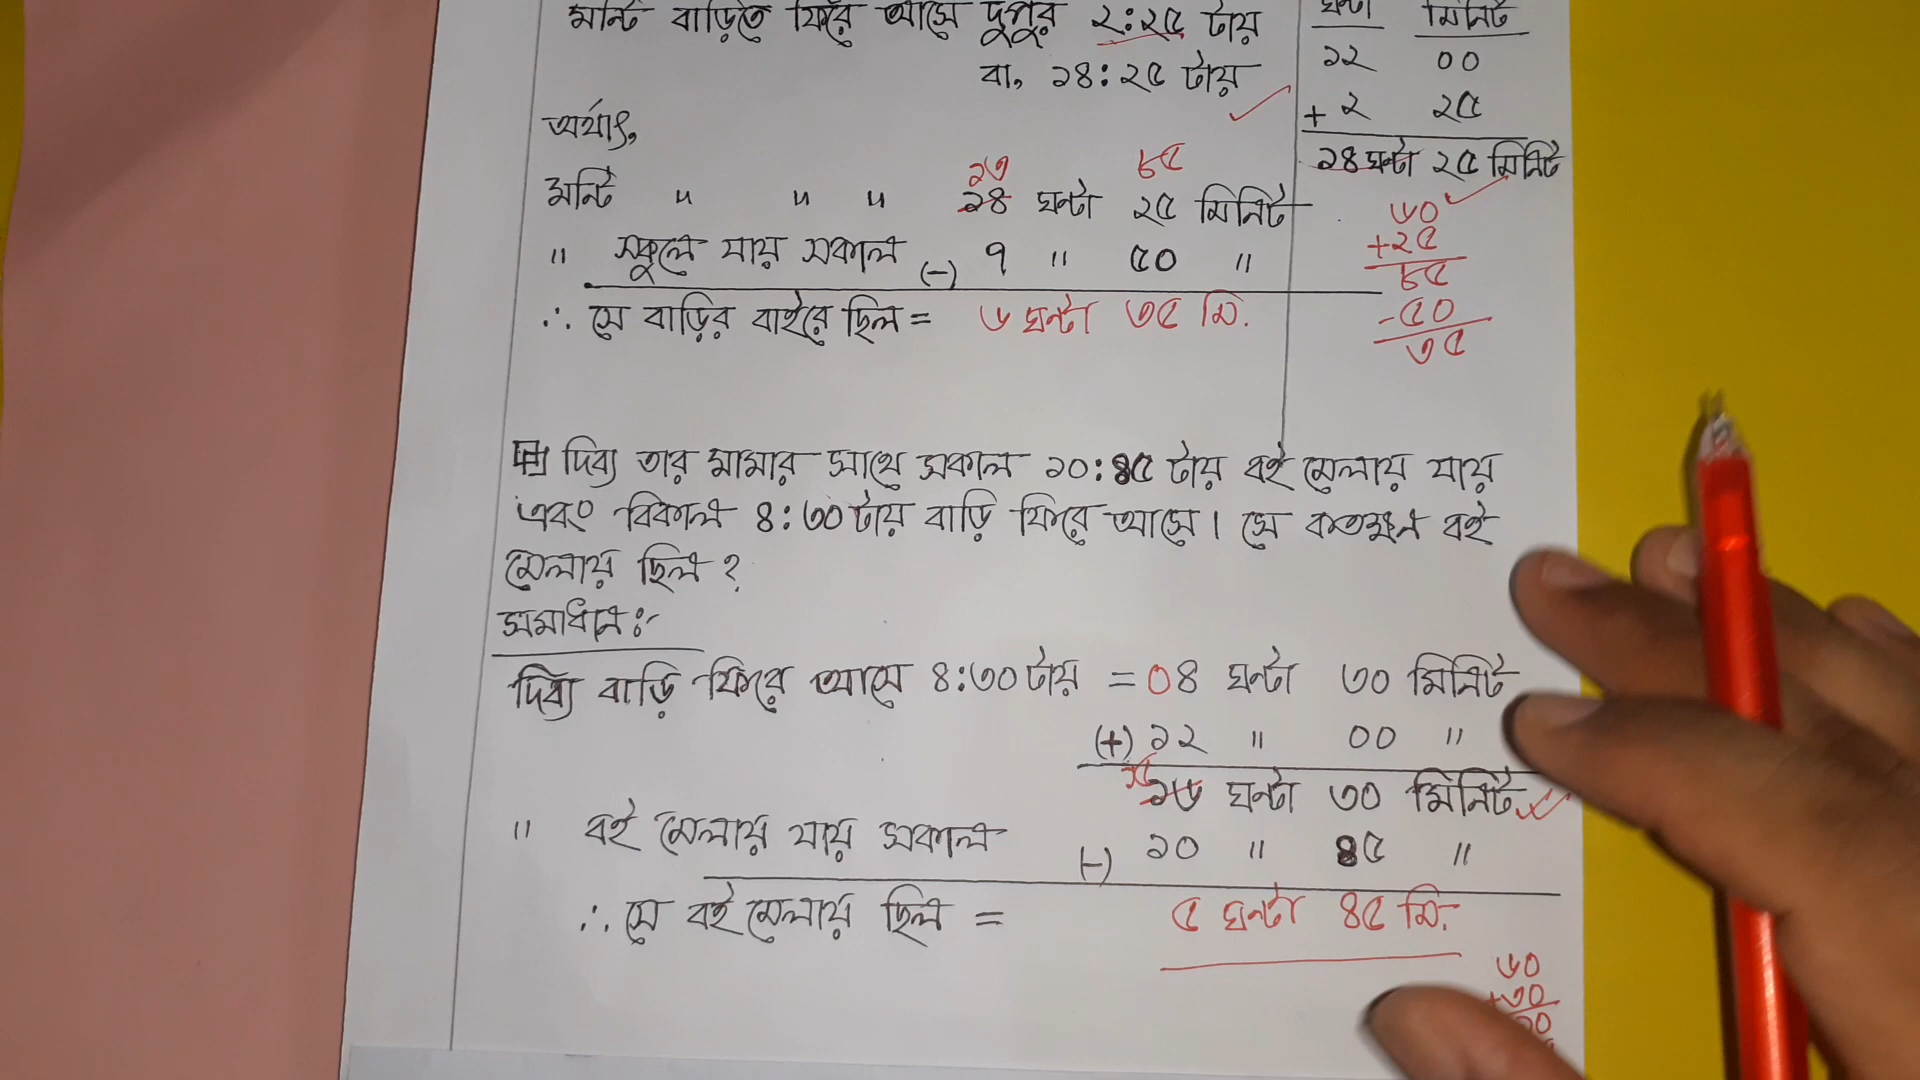 মন্টি বাড়িতে ফিরে আসে দুপুর ২:২৫ টায়
বা, ১৪:২৫ টায়
ঘন্টা মিনিট
১২ ০০
+ ২ ২৫
১৪ ঘন্টা ২৫ মিনিট
অর্থাৎ,
১৩ ৮৫
মন্টি " " " ১৪ ঘন্টা ২৫ মিনিট
" স্কুলে যায় সকাল (-) ৭ " ৫০ "
∴ সে বাড়ির বাইরে ছিল = ৬ ঘন্টা ৩৫ মি.
৬০
+২৫
৮৫
-৫০
৩৫
দিব্য তার মামার সাথে সকাল ১০:৪৫ টায় বই মেলায় যায়
এবং বিকাল ৪:৩০ টায় বাড়ি ফিরে আসে। সে কতক্ষন বই
মেলায় ছিল?
সমাধান:-
দিব্য বাড়ি ফিরে আসে ৪:৩০ টায় = ০৪ ঘন্টা ৩০ মিনিট
(+) ১২ " ০০ "
১৫
১৬ ঘন্টা ৩০ মিনিট
" বই মেলায় যায় সকাল (-) ১০ " ৪৫ "
∴ সে বই মেলায় ছিল = ৫ ঘন্টা ৪৫ মি.
৬০
+৩০